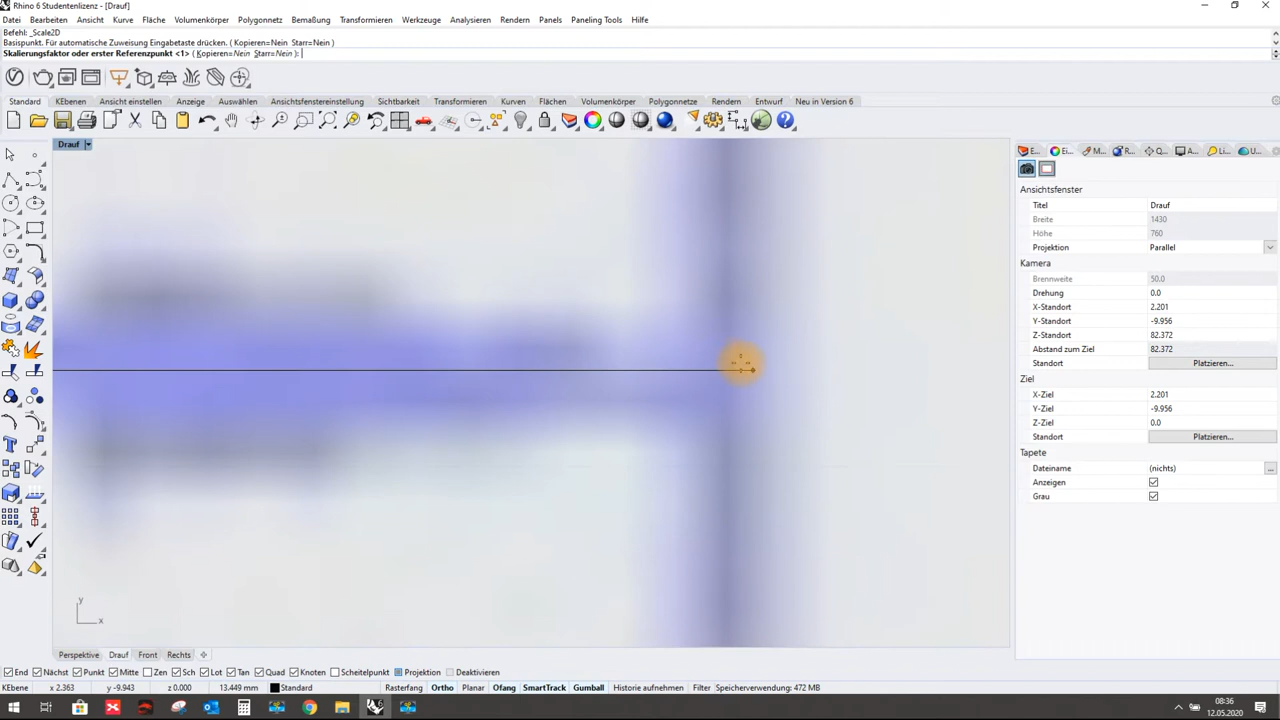 Rhino 6 Studentenlizenz - [Drauf]
Datei Bearbeiten Ansicht Kurve Fläche Volumenkörper Polygonnetz Bemaßung Transformieren Werkzeuge Analysieren Rendern Panels Paneling Tools Hilfe
Befehl: _Scale2D
Basispunkt. Für automatische Zuweisung Eingabetaste drücken. ( Kopieren=Nein Starr=Nein )
Skalierungsfaktor oder erster Referenzpunkt <1> ( Kopieren=Nein Starr=Nein ):
Standard KEbenen Ansicht einstellen Anzeige Auswählen Ansichtsfenstereinstellung Sichtbarkeit Transformieren Kurven Flächen Volumenkörper Polygonnetze Rendern Entwurf Neu in Version 6
Drauf
E... Ei... M... R... Q... A... Li... U...
Ansichtsfenster
Titel Drauf
Breite 1430
Höhe 760
Projektion Parallel
Kamera
Brennweite 50.0
Drehung 0.0
X-Standort 2.201
Y-Standort -9.956
Z-Standort 82.372
Abstand zum Ziel 82.372
Standort Platzieren...
Ziel
X-Ziel 2.201
Y-Ziel -9.956
Z-Ziel 0.0
Standort Platzieren...
Tapete
Dateiname (nichts) ...
Anzeigen
Grau
y
x
Perspektive Drauf Front Rechts
End Nächst Punkt Mitte Zen Sch Lot Tan Quad Knoten Scheitelpunkt Projektion Deaktivieren
KEbene x 2.363 y -9.943 z 0.000 13.449 mm Standard Rasterfang Ortho Planar Ofang SmartTrack Gumball Historie aufnehmen Filter Speicherverwendung: 472 MB
08:36
12.05.2020